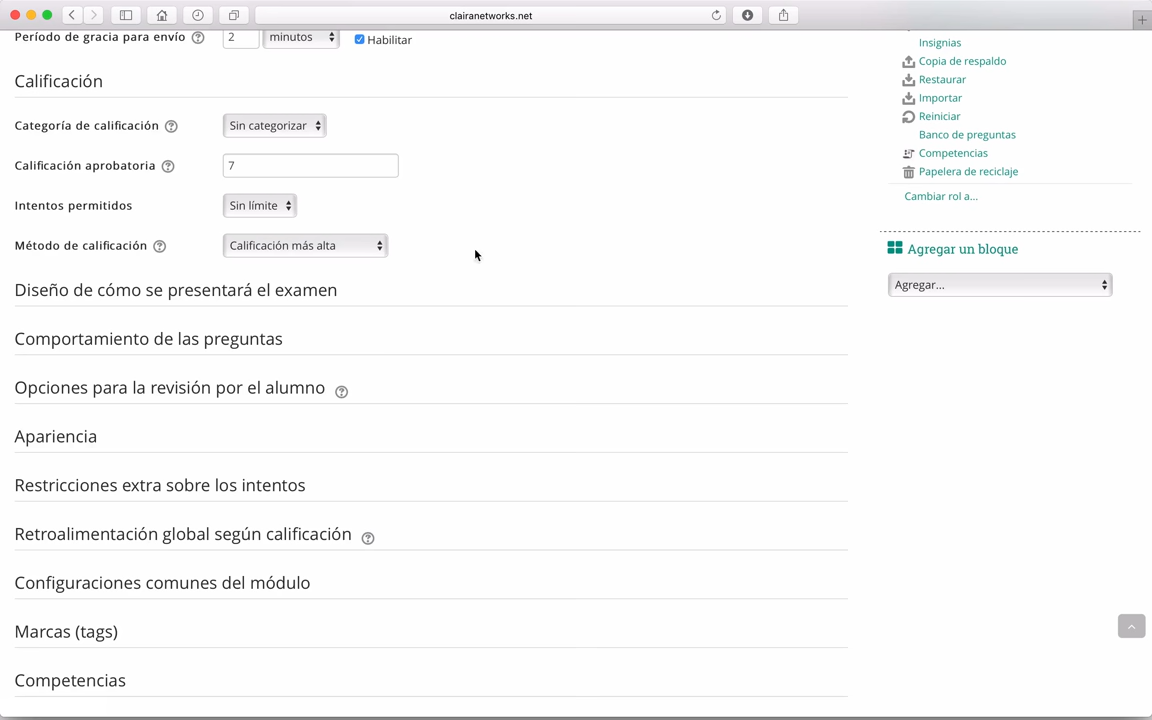 clairanetworks.net
Período de gracia para envío 2 minutos Habilitar
Calificación
Categoría de calificación Sin categorizar
Calificación aprobatoria 7
Intentos permitidos Sin límite
Método de calificación Calificación más alta
Diseño de cómo se presentará el examen
Comportamiento de las preguntas
Opciones para la revisión por el alumno
Apariencia
Restricciones extra sobre los intentos
Retroalimentación global según calificación
Configuraciones comunes del módulo
Marcas (tags)
Competencias
Insignias
Copia de respaldo
Restaurar
Importar
Reiniciar
Banco de preguntas
Competencias
Papelera de reciclaje
Cambiar rol a...
Agregar un bloque
Agregar...